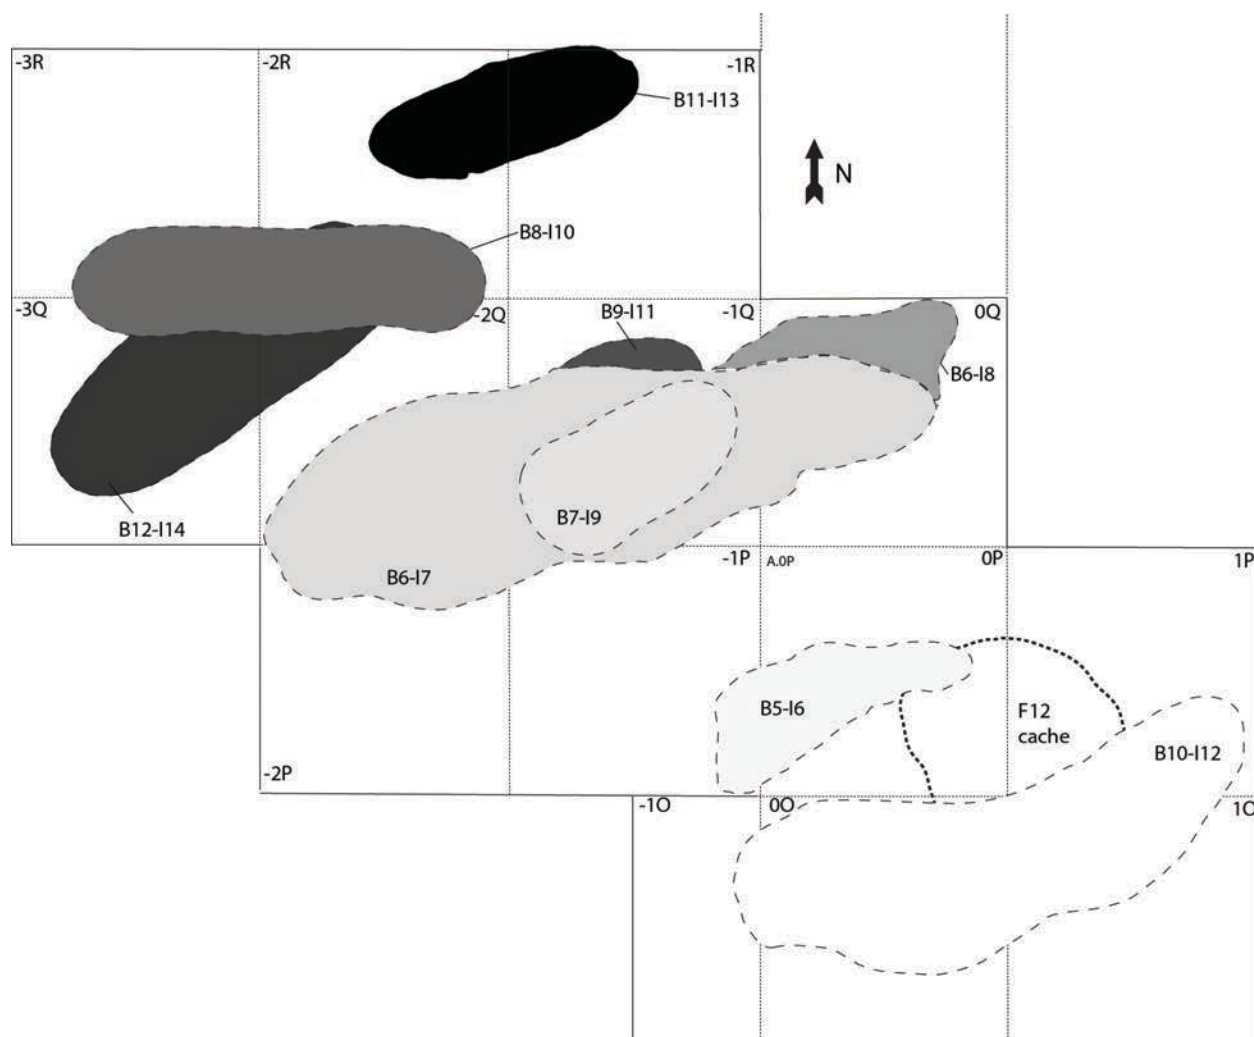 -3R
-2R
-1R
B11-I13
N
B8-I10
-3Q
-2Q
B9-I11
-1Q
0Q
B6-I8
B12-I14
B7-I9
B6-I7
-1P
A.0P
0P
1P
B5-I6
F12
cache
B10-I12
-2P
-1O
0O
1O